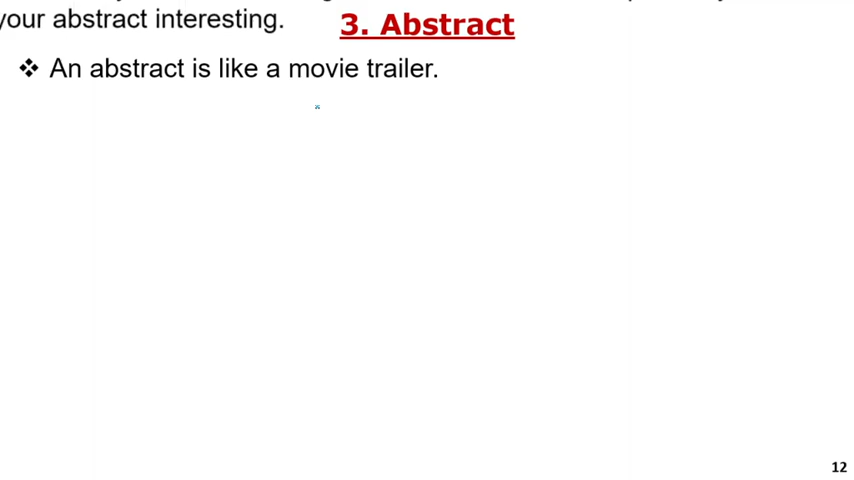 your abstract interesting.
3. Abstract
❖ An abstract is like a movie trailer.
12